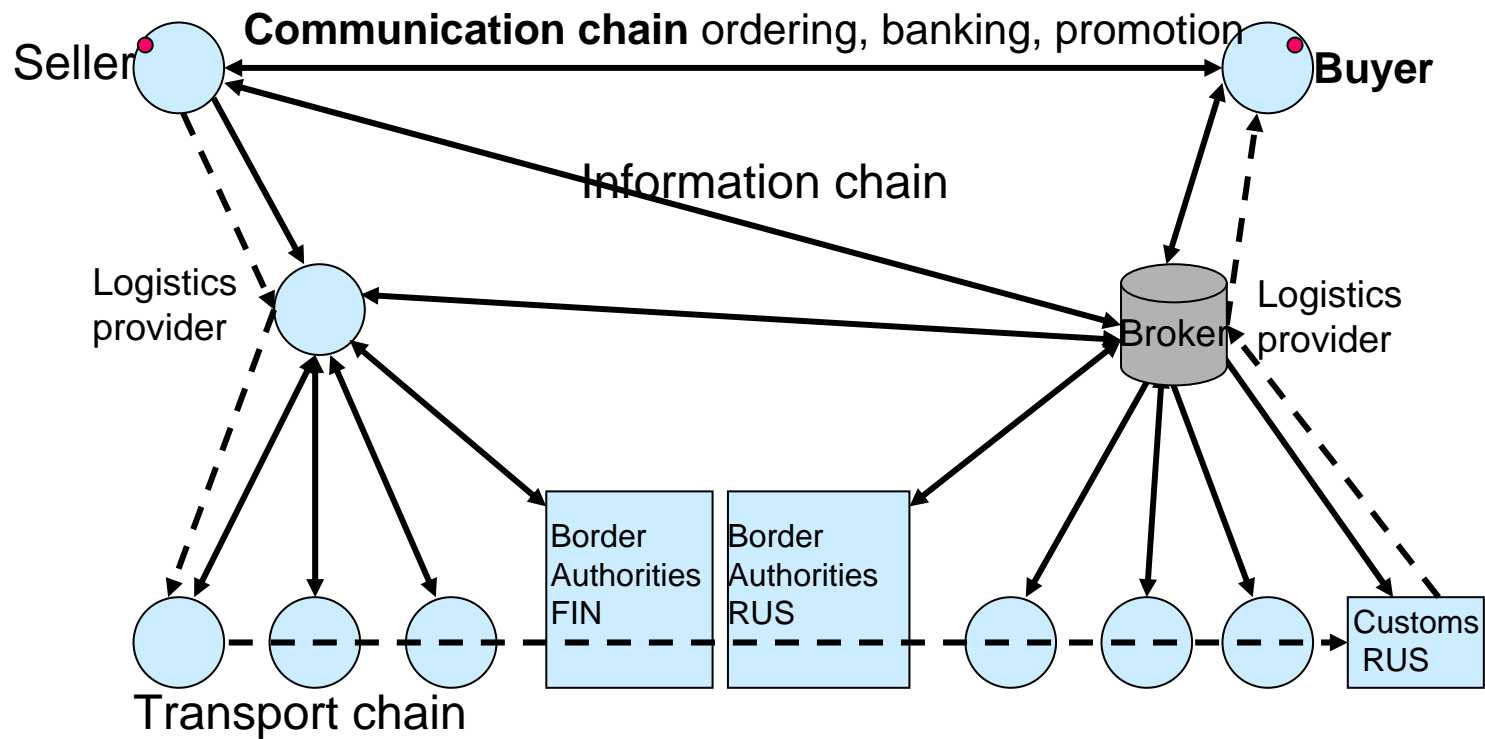 Communication chain ordering, banking, promotion
Seller
Buyer
Information chain
Logistics
provider
Logistics
provider
Broker
Border
Authorities
FIN
Border
Authorities
RUS
Customs
RUS
Transport chain